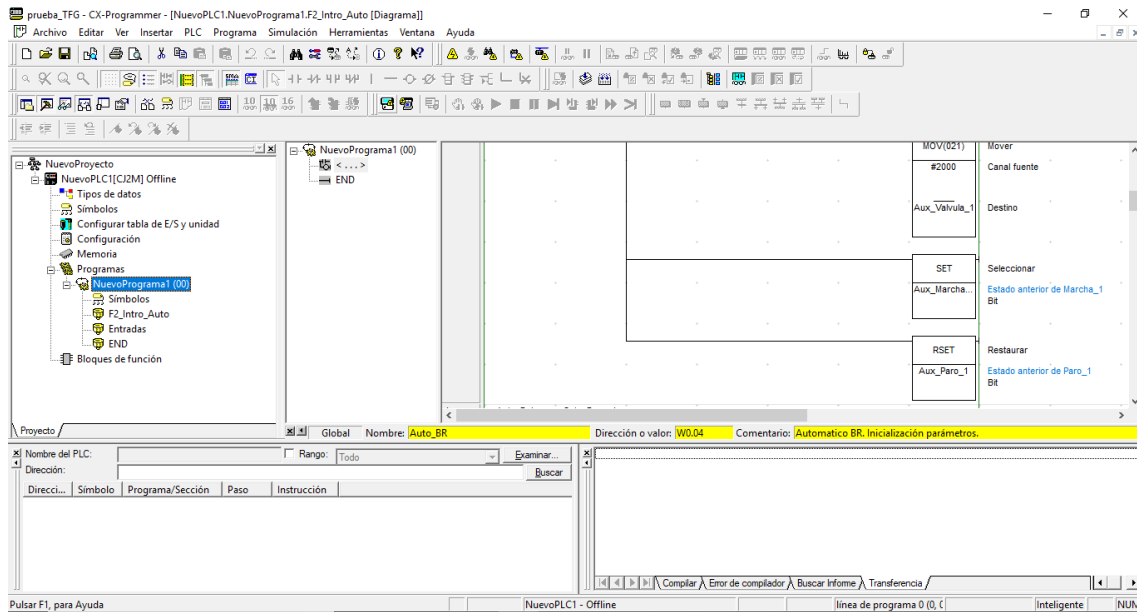 prueba_TFG - CX-Programmer - [NuevoPLC1.NuevoPrograma1.F2_Intro_Auto [Diagrama]]
Archivo Editar Ver Insertar PLC Programa Simulación Herramientas Ventana Ayuda
NuevoProyecto
NuevoPLC1[CJ2M] Offline
Tipos de datos
Símbolos
Configurar tabla de E/S y unidad
Configuración
Memoria
Programas
NuevoPrograma1 (00)
Símbolos
F2_Intro_Auto
Entradas
END
Bloques de función
Proyecto
NuevoPrograma1 (00)
< . . . >
END
MOV(021) Mover
#2000 Canal fuente
Aux_Valvula_1 Destino
SET Seleccionar
Aux_Marcha... Estado anterior de Marcha_1
Bit
RSET Restaurar
Aux_Paro_1 Estado anterior de Paro_1
Bit
Global Nombre: Auto_BR Dirección o valor: W0.04 Comentario: Automatico BR. Inicialización parámetros.
Nombre del PLC: Rango: Todo Examinar...
Dirección: Buscar
Direcci... Símbolo Programa/Sección Paso Instrucción
Compilar Error de compilador Buscar Informe Transferencia
Pulsar F1, para Ayuda NuevoPLC1 - Offline línea de programa 0 (0, Inteligente NUM